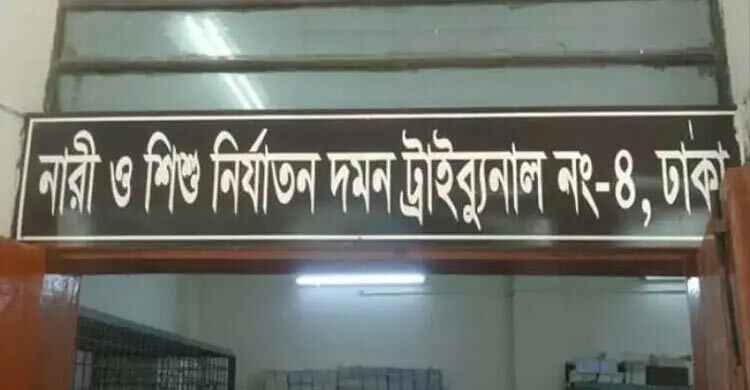 নারী ও শিশু নির্যাতন দমন ট্রাইব্যুনাল নং-৪, ঢাকা